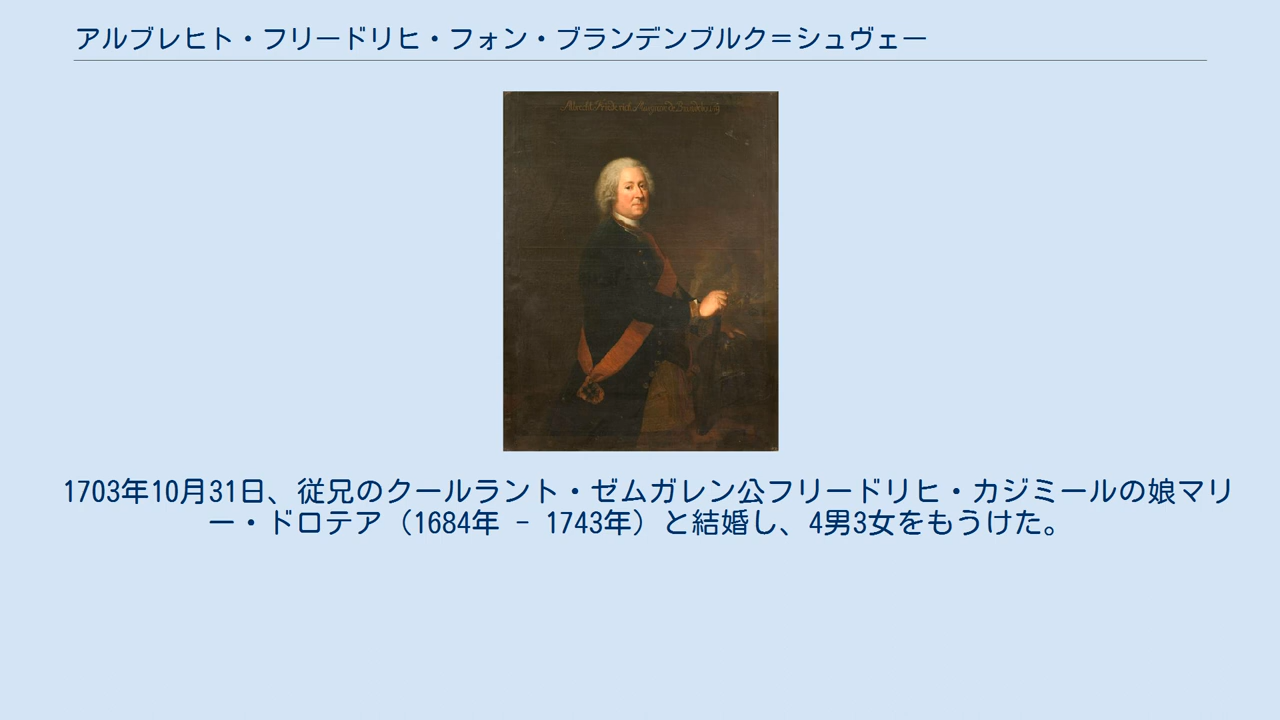 アルブレヒト・フリードリヒ・フォン・ブランデンブルク＝シュヴェー
1703年10月31日、従兄のクールラント・ゼムガレン公フリードリヒ・カジミールの娘マリ
ー・ドロテア（1684年 - 1743年）と結婚し、4男3女をもうけた。